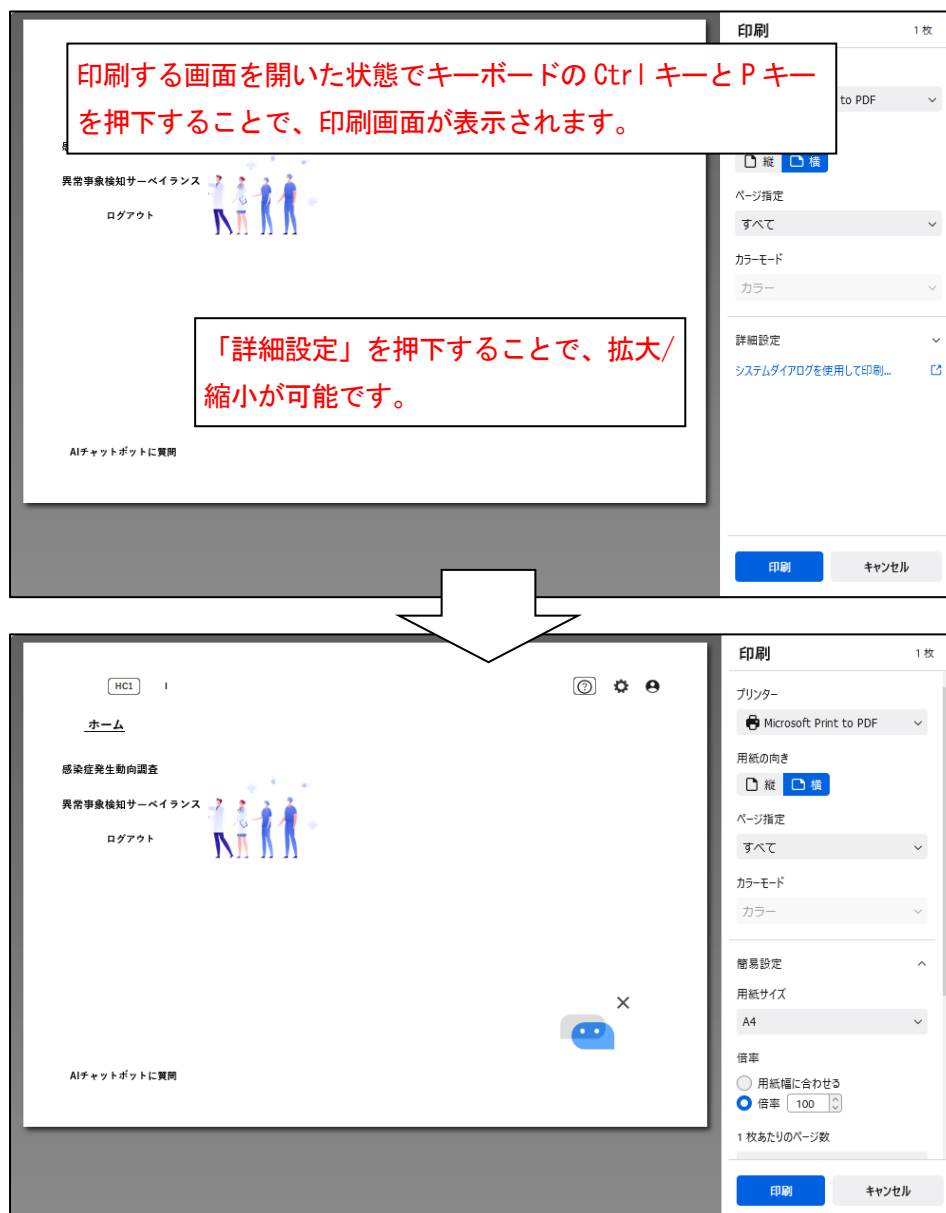 印刷
1 枚
印刷する画面を開いた状態でキーボードの Ctrl キーと P キー
を押下することで、印刷画面が表示されます。
to PDF
縦 横
異常事象検知サーベイランス
ログアウト
ページ指定
すべて
カラーモード
カラー
「詳細設定」を押下することで、拡大/
縮小が可能です。
詳細設定
システムダイアログを使用して印刷...
AIチャットボットに質問
印刷 キャンセル
印刷
1 枚
HC1
ホーム
感染症発生動向調査
異常事象検知サーベイランス
ログアウト
AIチャットボットに質問
プリンター
Microsoft Print to PDF
用紙の向き
縦 横
ページ指定
すべて
カラーモード
カラー
簡易設定
用紙サイズ
A4
倍率
用紙幅に合わせる
倍率 100
1 枚あたりのページ数
印刷 キャンセル